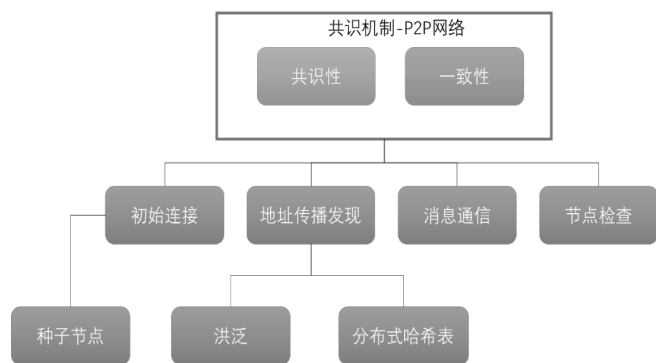 共识机制-P2P网络
共识性
一致性
初始连接
地址传播发现
消息通信
节点检查
种子节点
洪泛
分布式哈希表